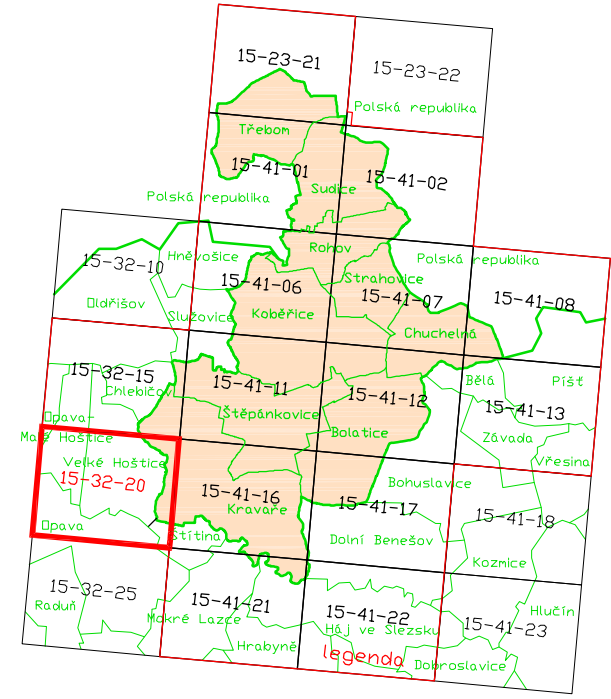 15-23-21
15-23-22
Polská republika
Třebom
15-41-01
15-41-02
Sudice
Polská republika
Rohov
Hněvošice
Polská republika
15-32-10
15-41-06
Strahovice
15-41-07
15-41-08
Oldřišov
Služovice
Kobeřice
Chuchelná
15-32-15
15-41-11
15-41-12
Bělá
Píšť
Chlebičov
Štěpánkovice
15-41-13
Opava-
Malé Hoštice
Bolatice
Závada
Velké Hoštice
Vřesina
15-32-20
15-41-16
Bohuslavice
Kravaře
15-41-17
15-41-18
Opava
Štítina
Dolní Benešov
Kozmice
15-32-25
15-41-21
15-41-22
15-41-23
Raduň
Mokré Lazce
Háj ve Slezsku
Hlučín
Hrabyně
legenda
Dobroslavice